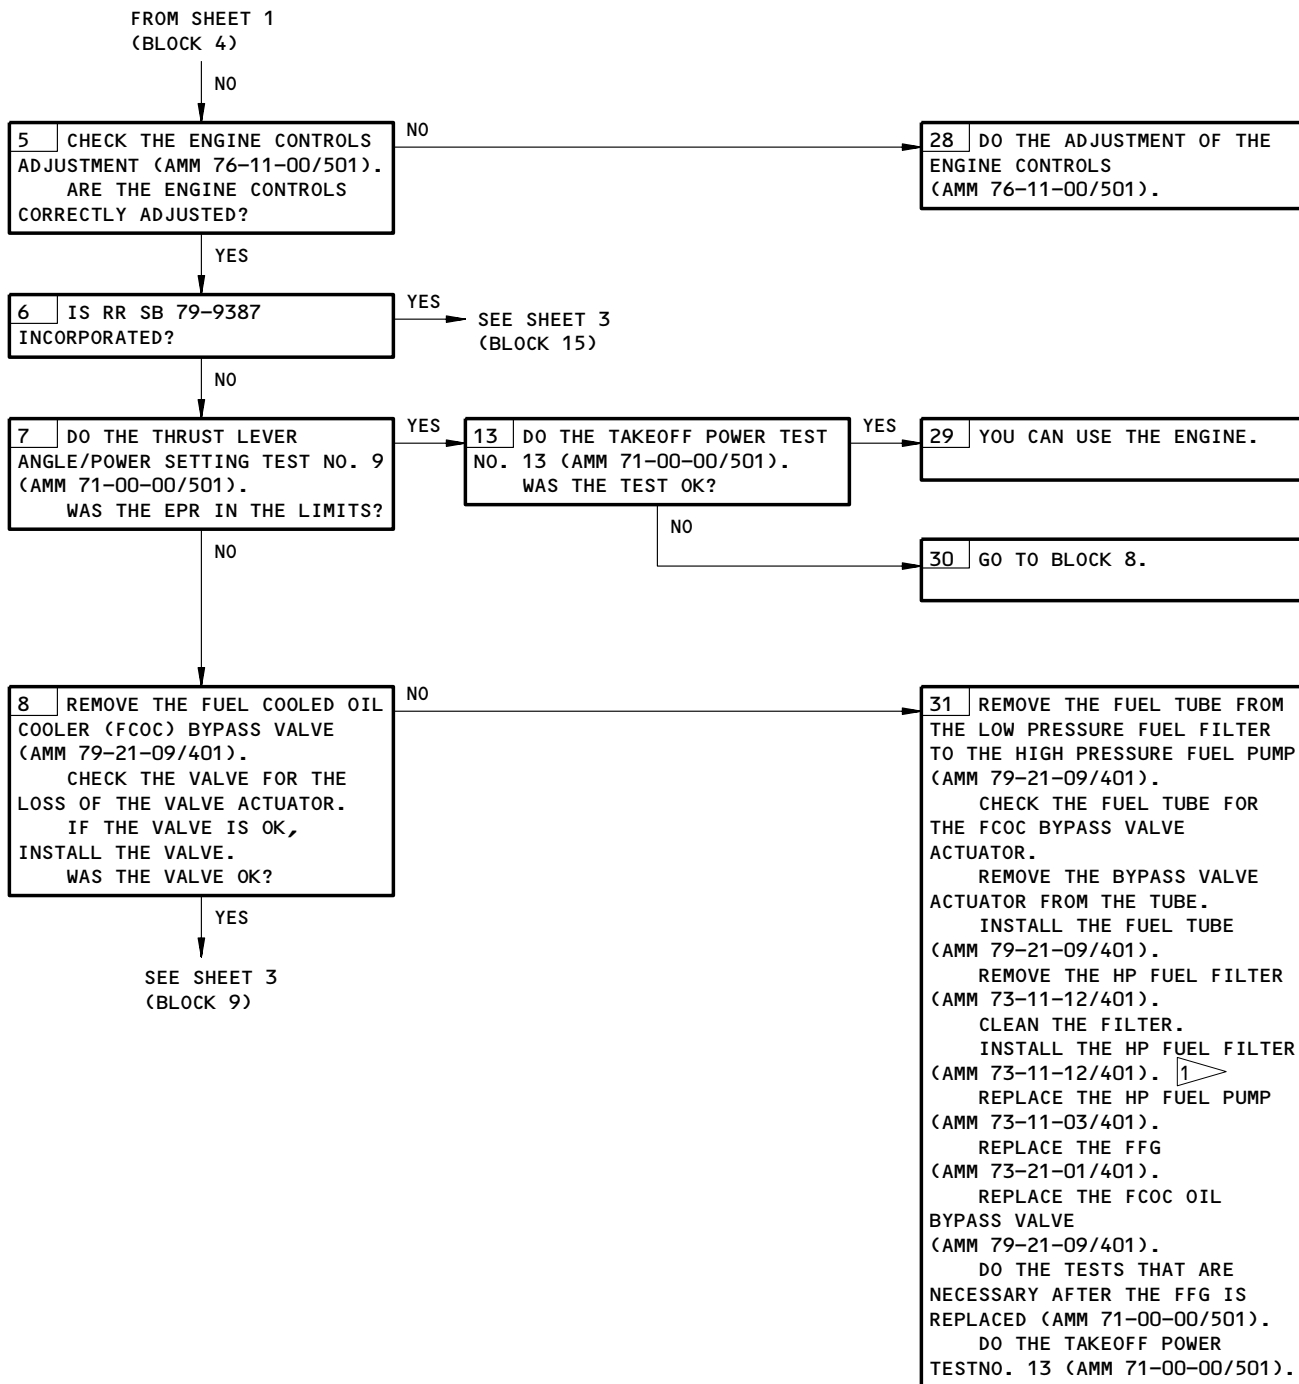 FROM SHEET 1
(BLOCK 4)
NO
5 CHECK THE ENGINE CONTROLS
ADJUSTMENT (AMM 76-11-00/501).
ARE THE ENGINE CONTROLS
CORRECTLY ADJUSTED?
NO
28 DO THE ADJUSTMENT OF THE
ENGINE CONTROLS
(AMM 76-11-00/501).
YES
6 IS RR SB 79-9387
INCORPORATED?
YES
SEE SHEET 3
(BLOCK 15)
NO
7 DO THE THRUST LEVER
ANGLE/POWER SETTING TEST NO. 9
(AMM 71-00-00/501).
WAS THE EPR IN THE LIMITS?
YES
13 DO THE TAKEOFF POWER TEST
NO. 13 (AMM 71-00-00/501).
WAS THE TEST OK?
YES
29 YOU CAN USE THE ENGINE.
NO
30 GO TO BLOCK 8.
NO
8 REMOVE THE FUEL COOLED OIL
COOLER (FCOC) BYPASS VALVE
(AMM 79-21-09/401).
CHECK THE VALVE FOR THE
LOSS OF THE VALVE ACTUATOR.
IF THE VALVE IS OK,
INSTALL THE VALVE.
WAS THE VALVE OK?
NO
31 REMOVE THE FUEL TUBE FROM
THE LOW PRESSURE FUEL FILTER
TO THE HIGH PRESSURE FUEL PUMP
(AMM 79-21-09/401).
CHECK THE FUEL TUBE FOR
THE FCOC BYPASS VALVE
ACTUATOR.
REMOVE THE BYPASS VALVE
ACTUATOR FROM THE TUBE.
INSTALL THE FUEL TUBE
(AMM 79-21-09/401).
REMOVE THE HP FUEL FILTER
(AMM 73-11-12/401).
CLEAN THE FILTER.
INSTALL THE HP FUEL FILTER
(AMM 73-11-12/401). 1
REPLACE THE HP FUEL PUMP
(AMM 73-11-03/401).
REPLACE THE FFG
(AMM 73-21-01/401).
REPLACE THE FCOC OIL
BYPASS VALVE
(AMM 79-21-09/401).
DO THE TESTS THAT ARE
NECESSARY AFTER THE FFG IS
REPLACED (AMM 71-00-00/501).
DO THE TAKEOFF POWER
TESTNO. 13 (AMM 71-00-00/501).
YES
SEE SHEET 3
(BLOCK 9)